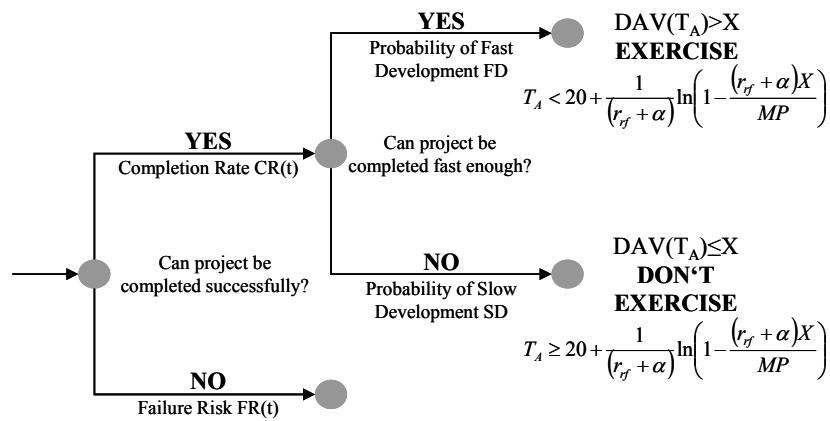 YES
Probability of Fast
Development FD
DAV(T_A)>X
EXERCISE
T_A < 20 + 1/(r_rf + α) ln(1 − (r_rf + α)X/MP)
YES
Completion Rate CR(t)
Can project be
completed fast enough?
Can project be
completed successfully?
NO
Probability of Slow
Development SD
DAV(T_A)≤X
DON'T
EXERCISE
T_A ≥ 20 + 1/(r_rf + α) ln(1 − (r_rf + α)X/MP)
NO
Failure Risk FR(t)